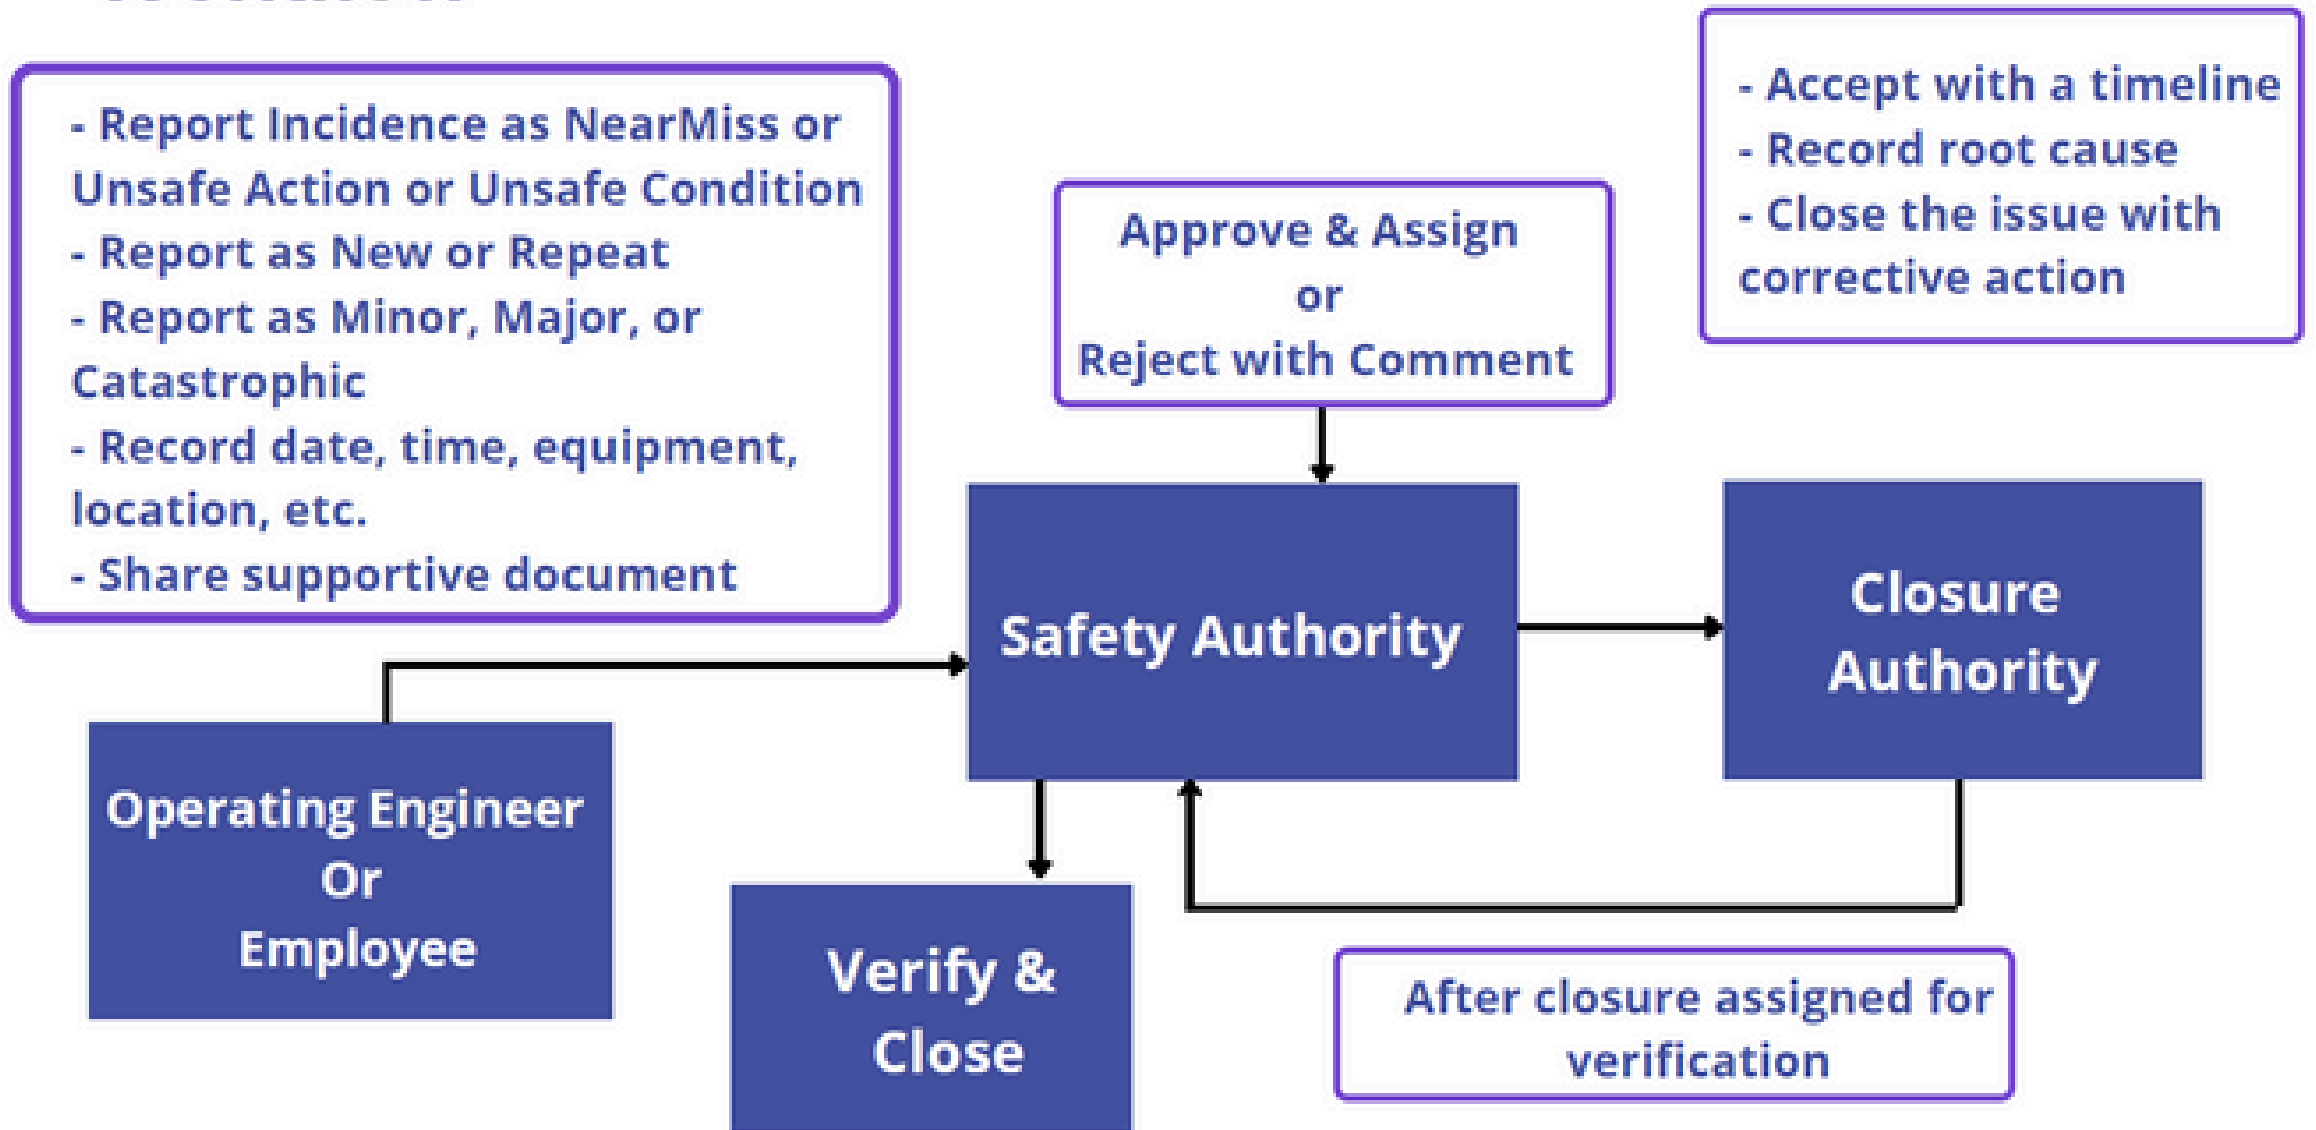 - Report Incidence as NearMiss or
Unsafe Action or Unsafe Condition
- Report as New or Repeat
- Report as Minor, Major, or
Catastrophic
- Record date, time, equipment,
location, etc.
- Share supportive document
Approve & Assign
or
Reject with Comment
- Accept with a timeline
- Record root cause
- Close the issue with
corrective action
Safety Authority
Closure
Authority
Operating Engineer
Or
Employee
Verify &
Close
After closure assigned for
verification